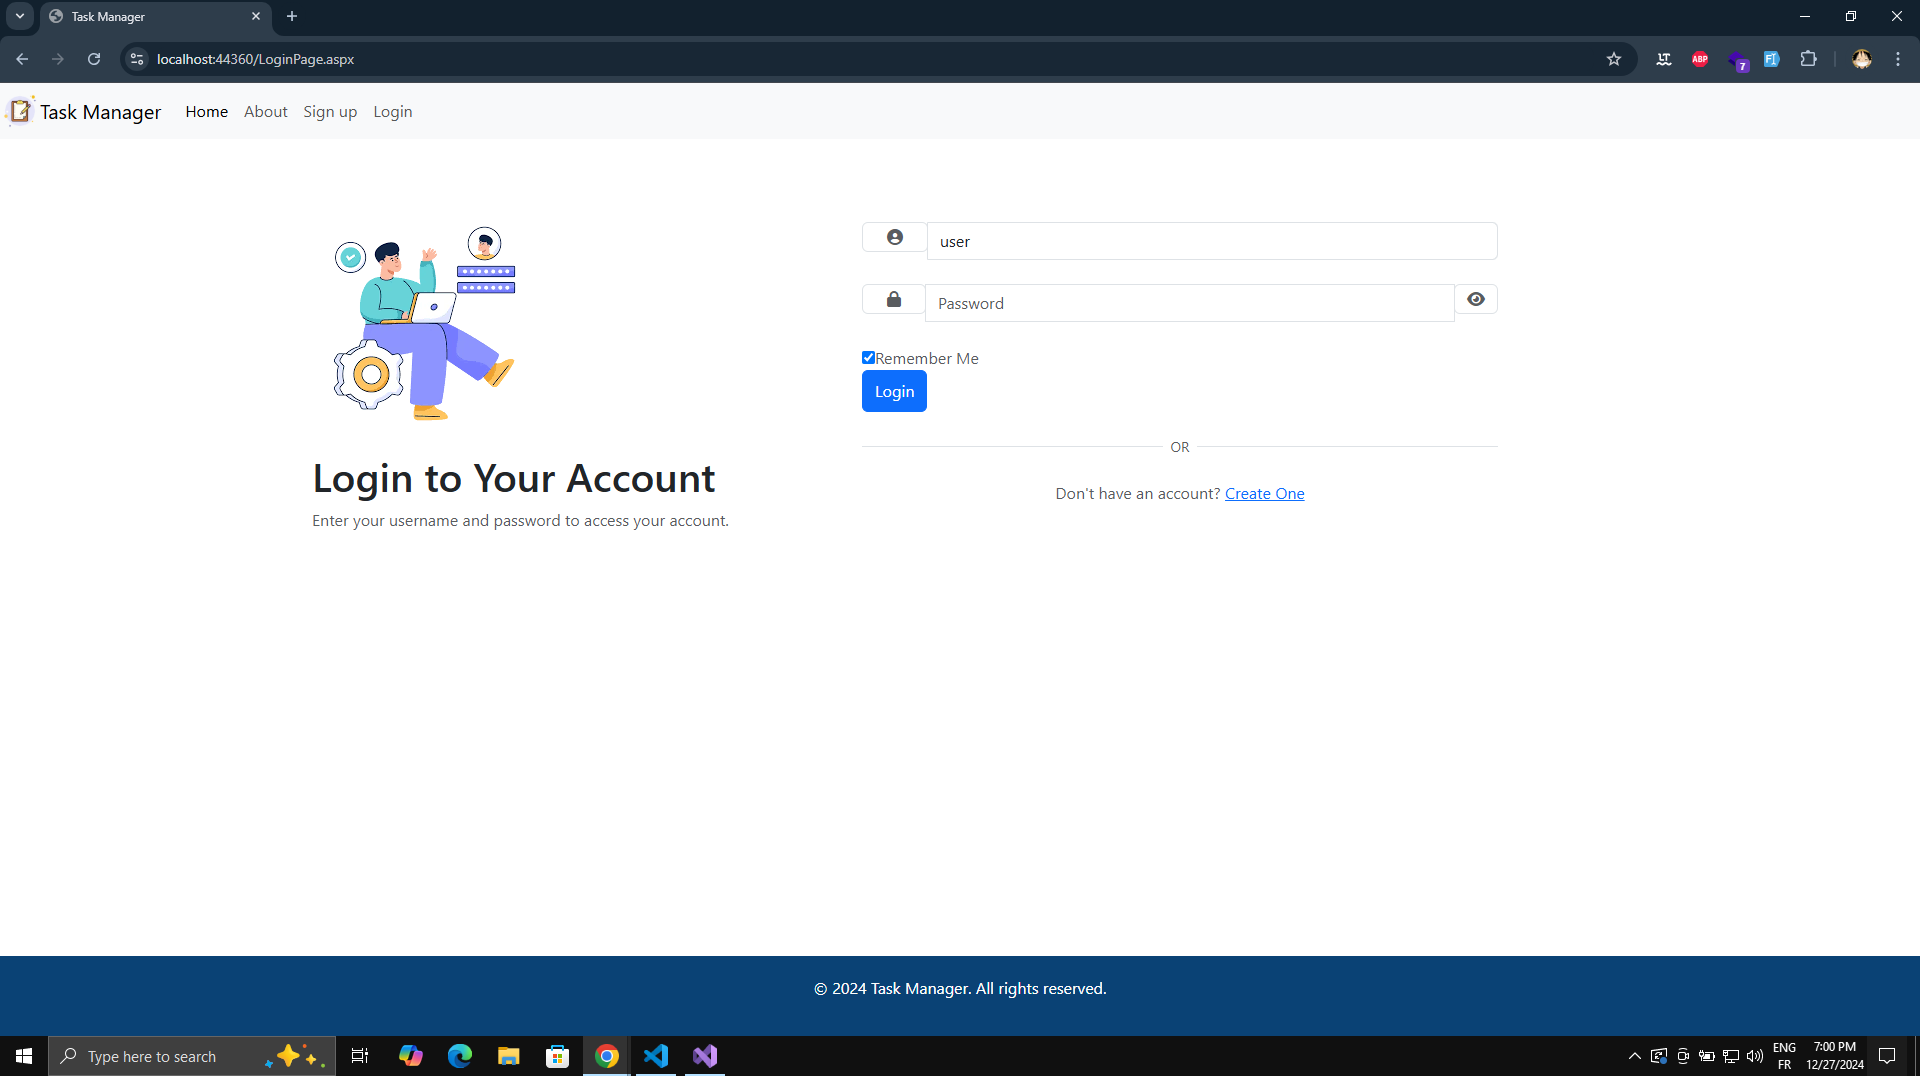 Task Manager
localhost:44360/LoginPage.aspx
ABP
7
Task Manager Home About Sign up Login
user
Password
Remember Me
Login
OR
Don't have an account? Create One
Login to Your Account
Enter your username and password to access your account.
© 2024 Task Manager. All rights reserved.
Type here to search
ENG
FR
7:00 PM
12/27/2024